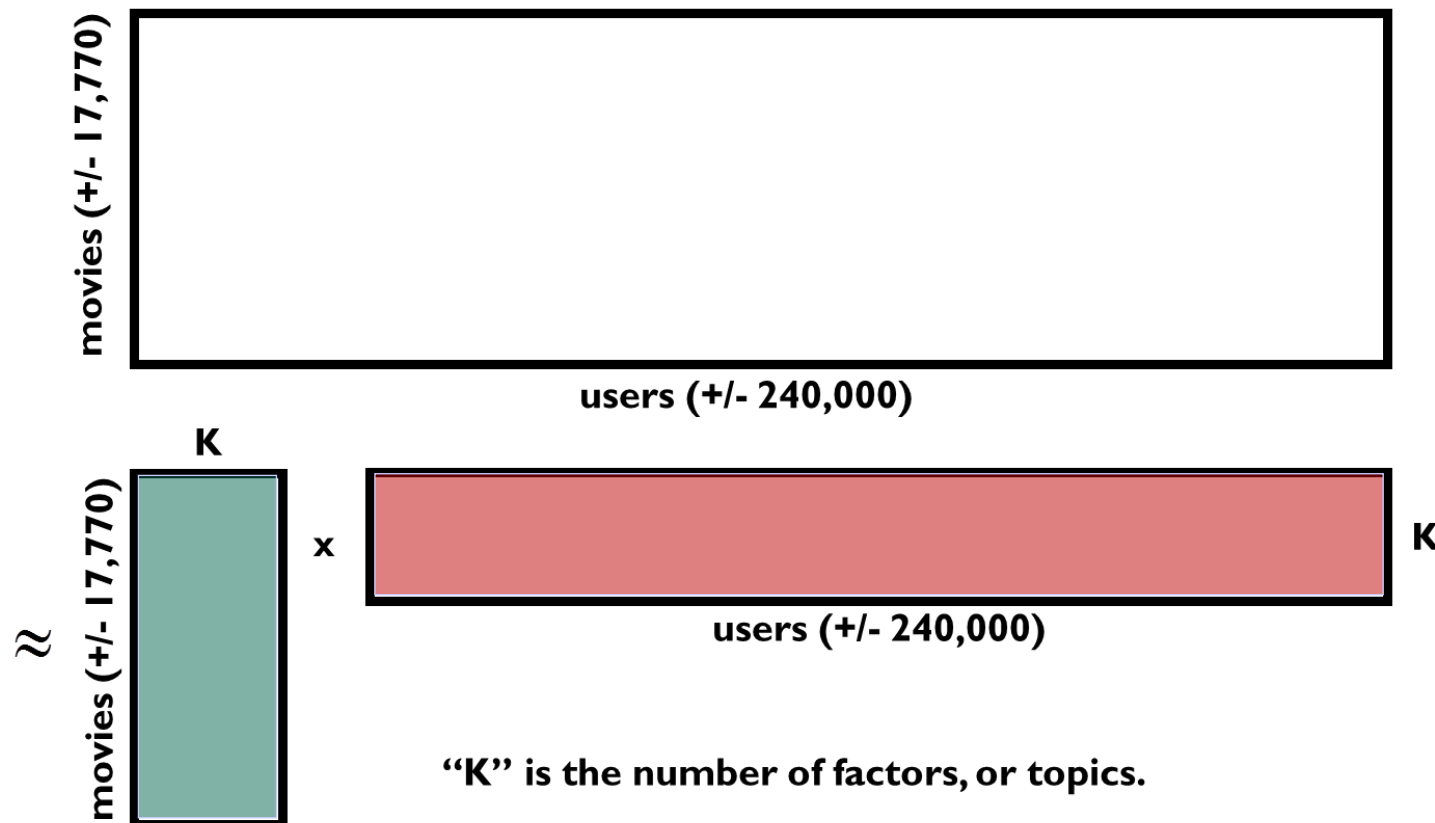 movies (+/- 17,770)
users (+/- 240,000)
K
movies (+/- 17,770)
≈
x
K
users (+/- 240,000)
“K” is the number of factors, or topics.